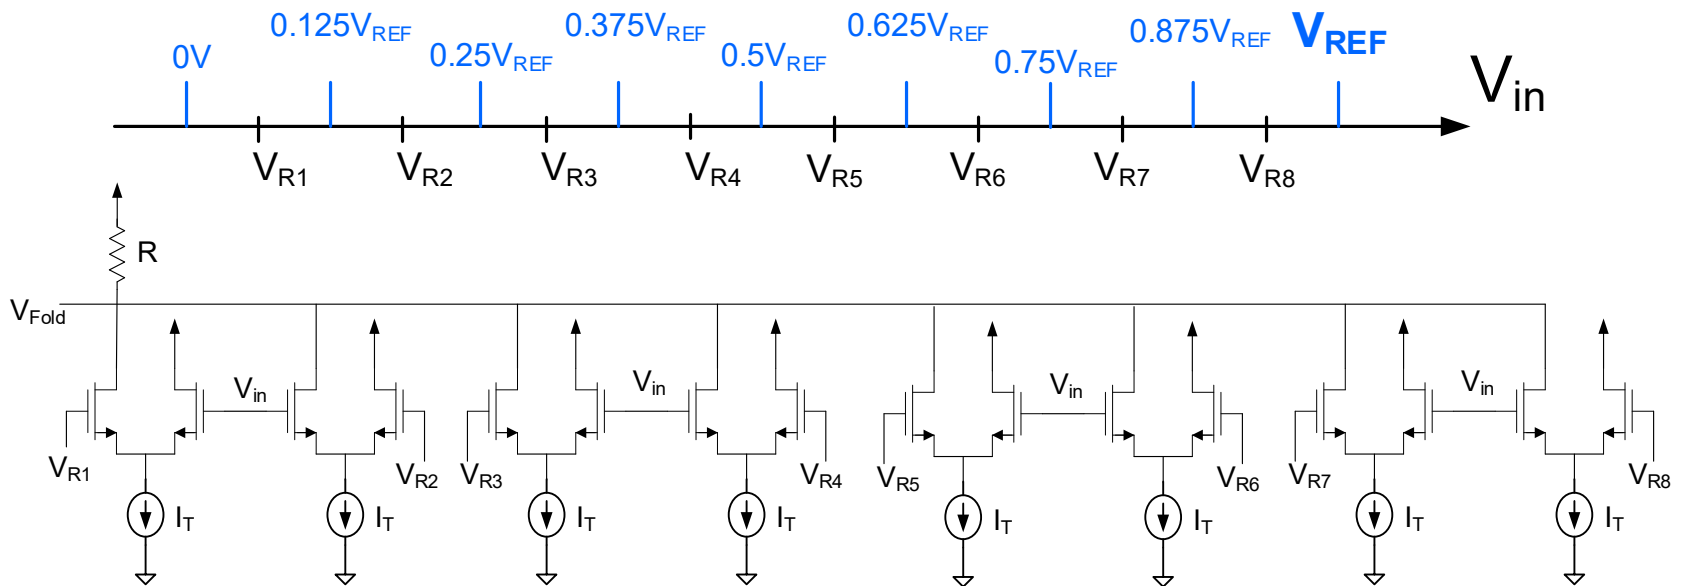 0V
0.125VREF
0.25VREF
0.375VREF
0.5VREF
0.625VREF
0.75VREF
0.875VREF
VREF
Vin
VR1
VR2
VR3
VR4
VR5
VR6
VR7
VR8
R
VFold
Vin
Vin
Vin
Vin
VR1
VR2
VR3
VR4
VR5
VR6
VR7
VR8
IT
IT
IT
IT
IT
IT
IT
IT